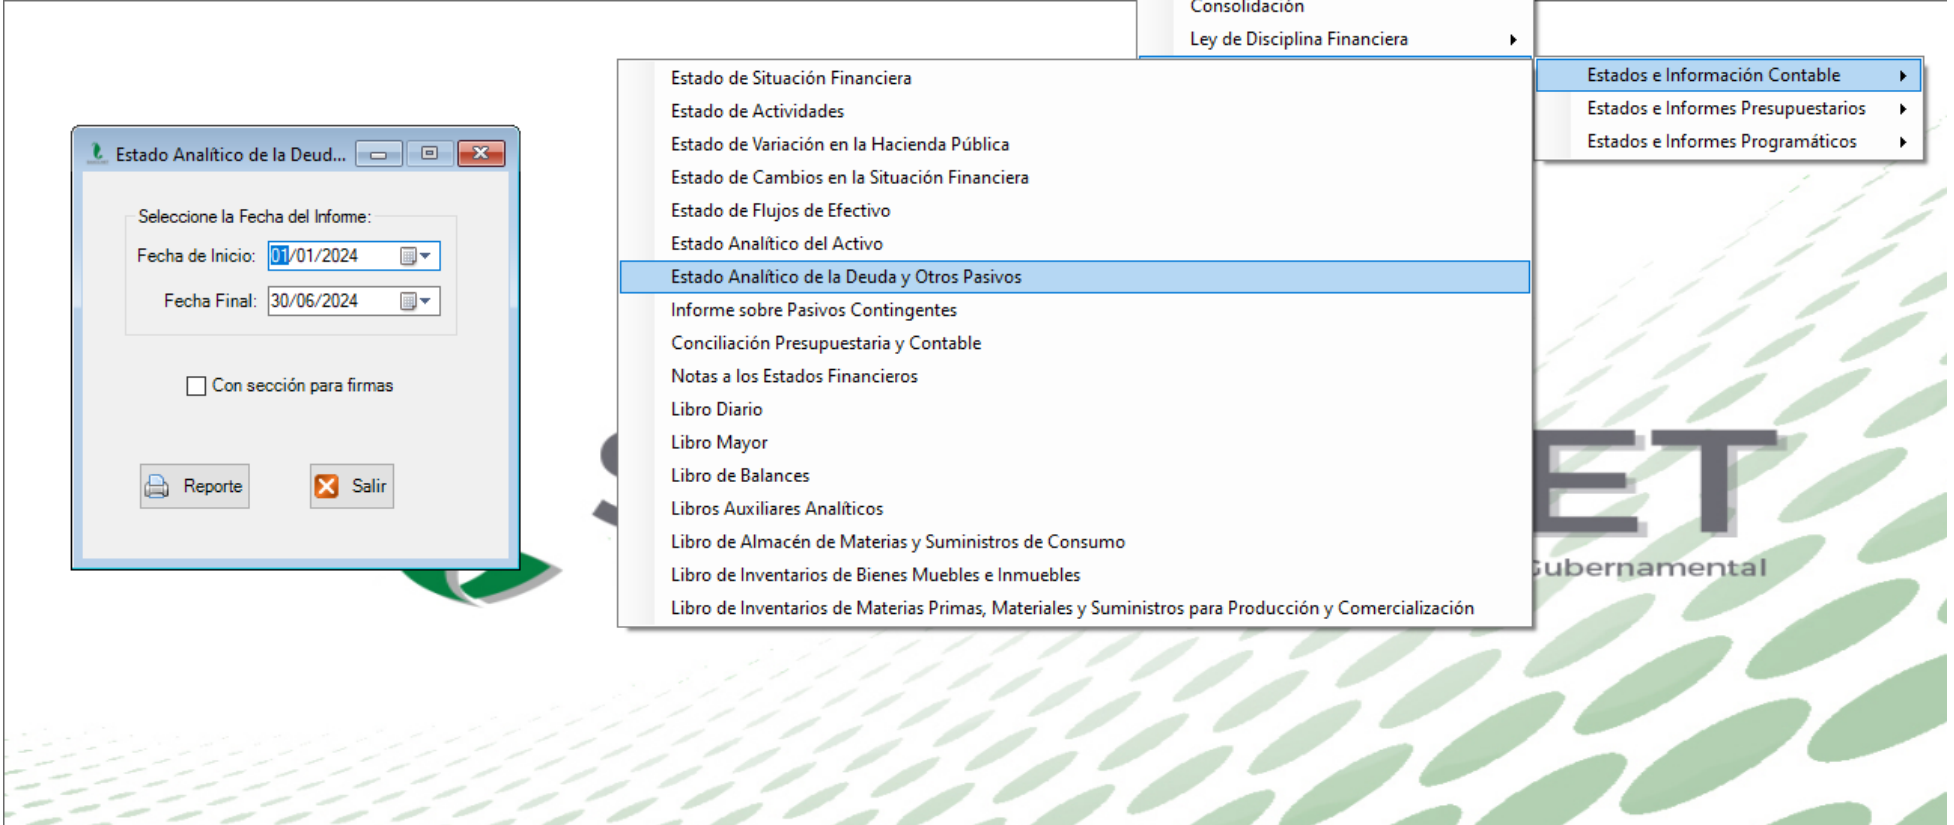 Consolidación
Ley de Disciplina Financiera
Estados e Información Contable
Estados e Informes Presupuestarios
Estados e Informes Programáticos
Estado de Situación Financiera
Estado de Actividades
Estado de Variación en la Hacienda Pública
Estado de Cambios en la Situación Financiera
Estado de Flujos de Efectivo
Estado Analítico del Activo
Estado Analítico de la Deuda y Otros Pasivos
Informe sobre Pasivos Contingentes
Conciliación Presupuestaria y Contable
Notas a los Estados Financieros
Libro Diario
Libro Mayor
Libro de Balances
Libros Auxiliares Analíticos
Libro de Almacén de Materias y Suministros de Consumo
Libro de Inventarios de Bienes Muebles e Inmuebles
Libro de Inventarios de Materias Primas, Materiales y Suministros para Producción y Comercialización
Estado Analítico de la Deud...
Seleccione la Fecha del Informe:
Fecha de Inicio: 01/01/2024
Fecha Final: 30/06/2024
Con sección para firmas
Reporte Salir
ET
Gubernamental